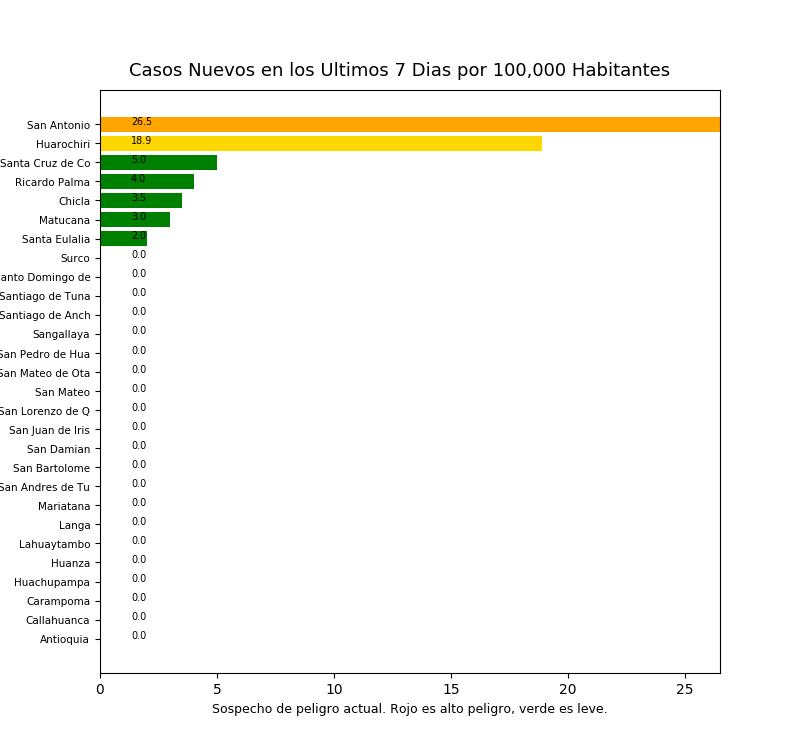 Casos Nuevos en los Ultimos 7 Dias por 100,000 Habitantes
San Antonio 26.5
Huarochiri 18.9
Santa Cruz de Co 5.0
Ricardo Palma 4.0
Chicla 3.5
Matucana 3.0
Santa Eulalia 2.0
Surco 0.0
anto Domingo de 0.0
Santiago de Tuna 0.0
Santiago de Anch 0.0
Sangallaya 0.0
San Pedro de Hua 0.0
San Mateo de Ota 0.0
San Mateo 0.0
San Lorenzo de Q 0.0
San Juan de Iris 0.0
San Damian 0.0
San Bartolome 0.0
San Andres de Tu 0.0
Mariatana 0.0
Langa 0.0
Lahuaytambo 0.0
Huanza 0.0
Huachupampa 0.0
Carampoma 0.0
Callahuanca 0.0
Antioquia 0.0
0 5 10 15 20 25
Sospecho de peligro actual. Rojo es alto peligro, verde es leve.